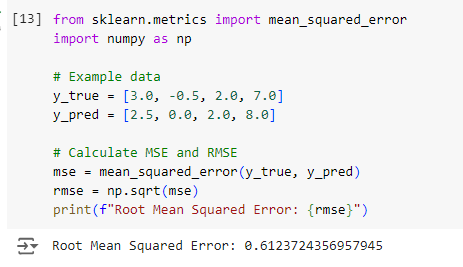 [13] from sklearn.metrics import mean_squared_error
import numpy as np
# Example data
y_true = [3.0, -0.5, 2.0, 7.0]
y_pred = [2.5, 0.0, 2.0, 8.0]
# Calculate MSE and RMSE
mse = mean_squared_error(y_true, y_pred)
rmse = np.sqrt(mse)
print(f"Root Mean Squared Error: {rmse}")
Root Mean Squared Error: 0.6123724356957945